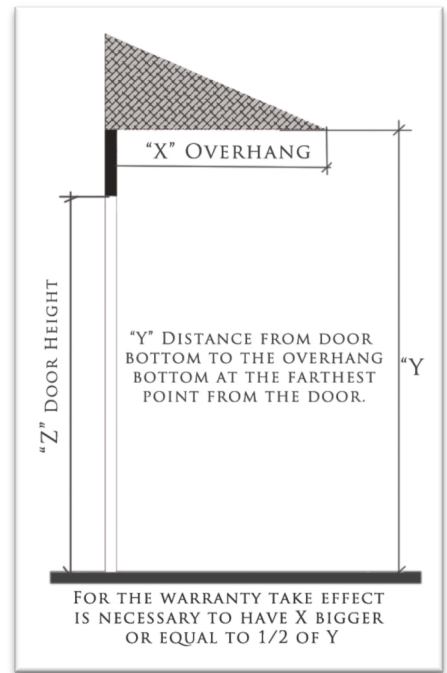 “X” Overhang
“Z” Door Height
“Y” Distance from door
bottom to the overhang
bottom at the farthest
point from the door.
“Y
For the warranty take effect
is necessary to have X bigger
or equal to 1/2 of Y